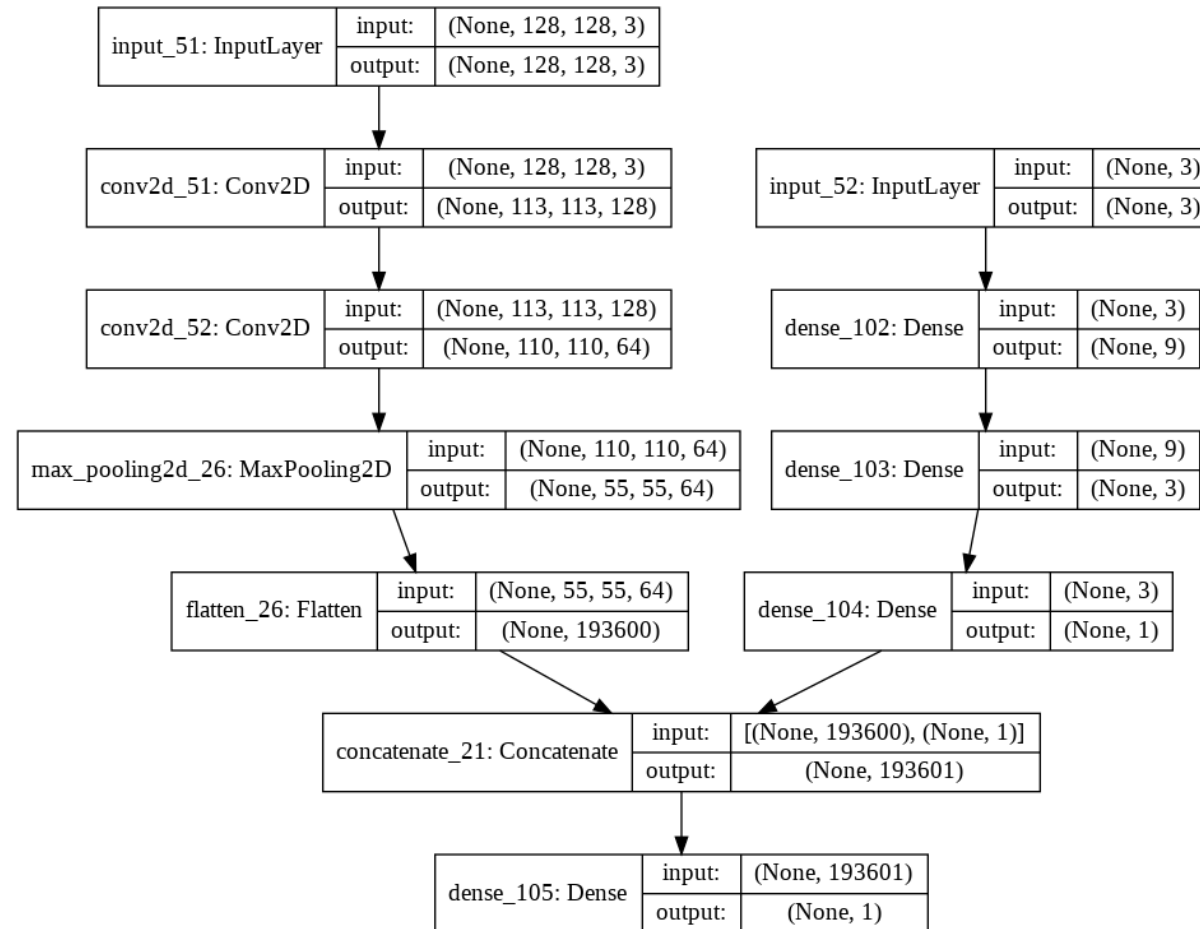 input_51: InputLayer
input:
(None, 128, 128, 3)
output:
(None, 128, 128, 3)
conv2d_51: Conv2D
input:
(None, 128, 128, 3)
output:
(None, 113, 113, 128)
input_52: InputLayer
input:
(None, 3)
output:
(None, 3)
conv2d_52: Conv2D
input:
(None, 113, 113, 128)
output:
(None, 110, 110, 64)
dense_102: Dense
input:
(None, 3)
output:
(None, 9)
max_pooling2d_26: MaxPooling2D
input:
(None, 110, 110, 64)
output:
(None, 55, 55, 64)
dense_103: Dense
input:
(None, 9)
output:
(None, 3)
flatten_26: Flatten
input:
(None, 55, 55, 64)
output:
(None, 193600)
dense_104: Dense
input:
(None, 3)
output:
(None, 1)
concatenate_21: Concatenate
input:
[(None, 193600), (None, 1)]
output:
(None, 193601)
dense_105: Dense
input:
(None, 193601)
output:
(None, 1)